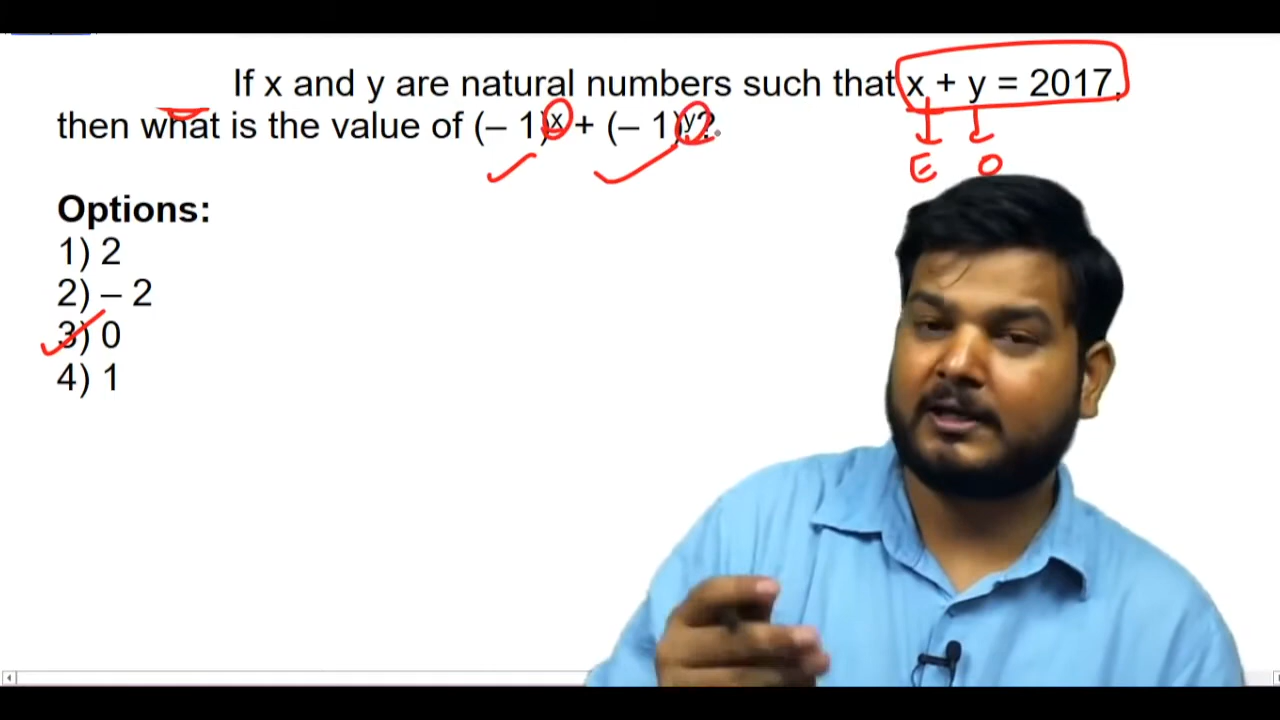 If x and y are natural numbers such that x + y = 2017,
then what is the value of (– 1)ˣ + (– 1)ʸ?
E O
Options:
1) 2
2) – 2
3) 0
4) 1